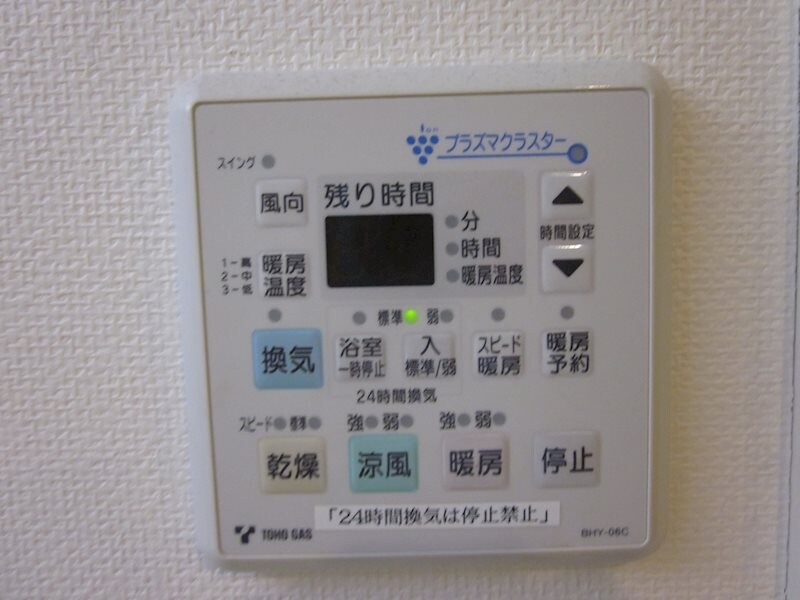 プラズマクラスター
スイング
風向
残り時間
分
時間
暖房温度
時間設定
1-高
2-中
3-低
暖房
温度
標準 弱
換気
浴室
一時停止
入
標準/弱
スピード
暖房
暖房
予約
24時間換気
スピード 標準
強 弱
強 弱
乾燥
涼風
暖房
停止
「24時間換気は停止禁止」
TOHO GAS
BHY-06C